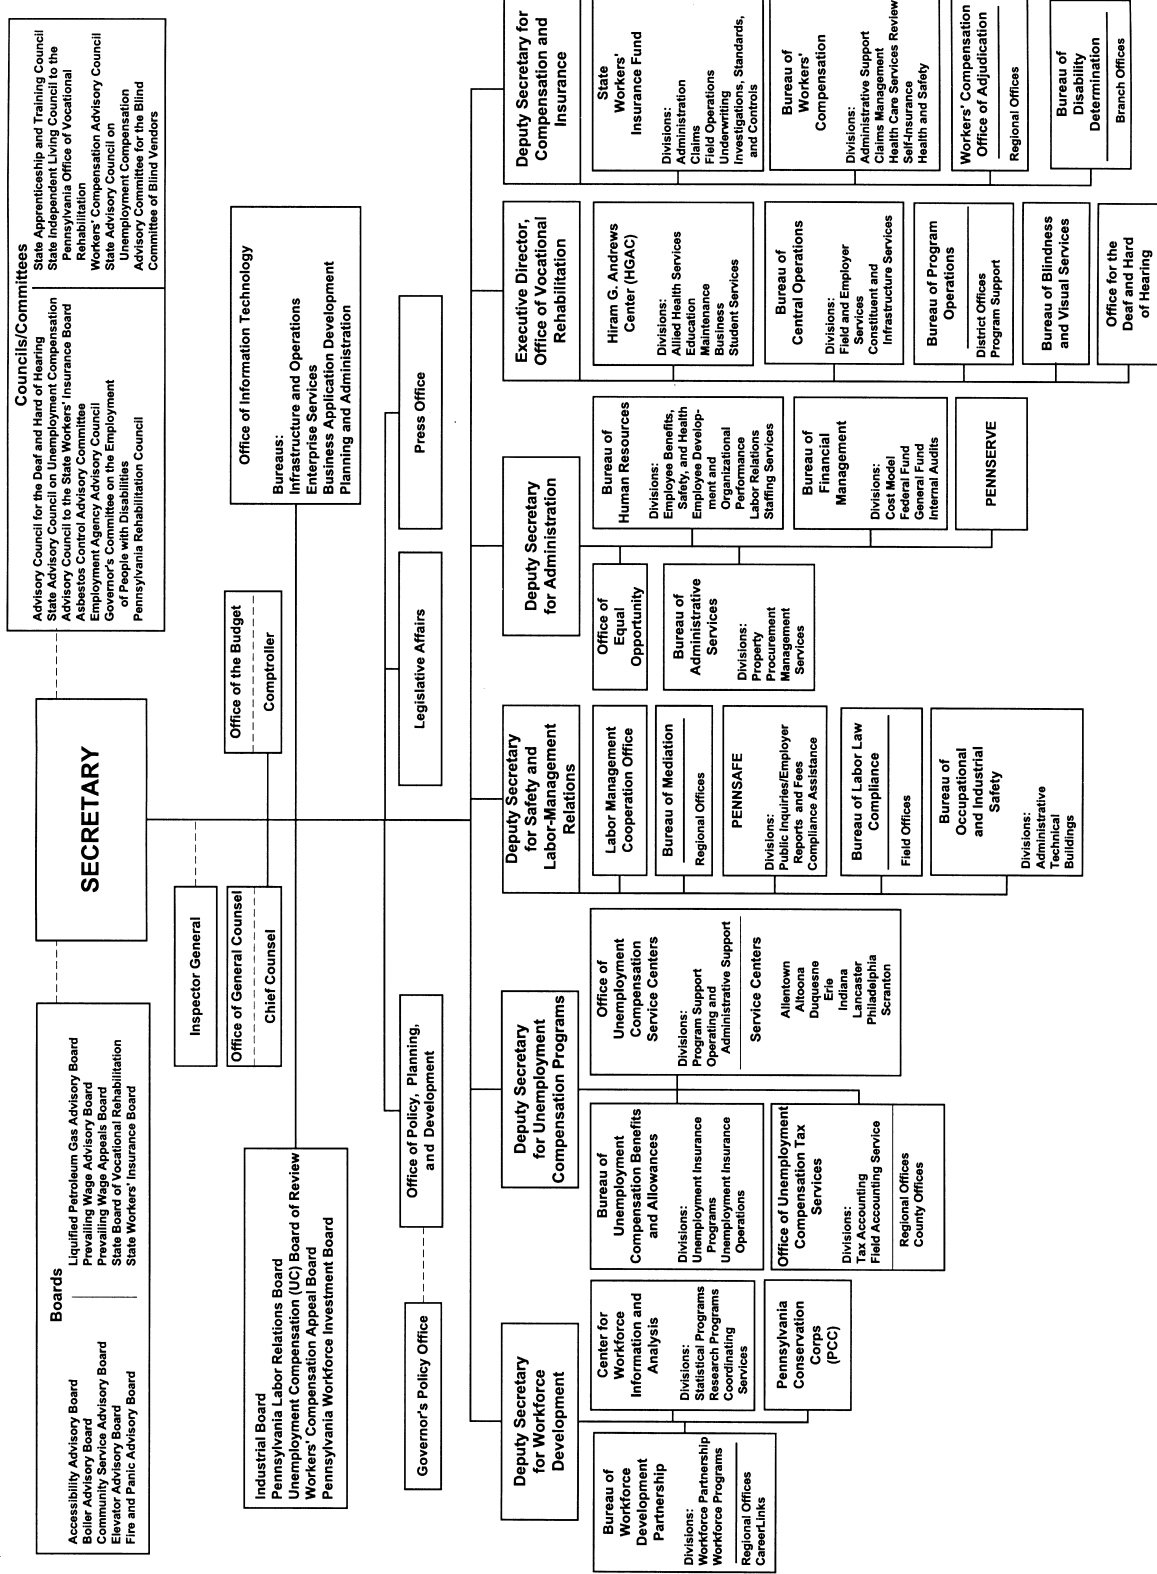 SECRETARY
Boards
Accessibility Advisory Board
Boiler Advisory Board
Community Service Advisory Board
Elevator Advisory Board
Fire and Panic Advisory Board
Liquified Petroleum Gas Advisory Board
Prevailing Wage Advisory Board
Prevailing Wage Appeals Board
State Board of Vocational Rehabilitation
State Workers' Insurance Board
Councils/Committees
Advisory Council for the Deaf and Hard of Hearing
State Advisory Council on Unemployment Compensation
Advisory Council to the State Workers' Insurance Board
Asbestos Control Advisory Committee
Employment Agency Advisory Council
Governor's Committee on the Employment
of People with Disabilities
Pennsylvania Rehabilitation Council
State Apprenticeship and Training Council
State Independent Living Council to the
Pennsylvania Office of Vocational
Rehabilitation
Workers' Compensation Advisory Council
State Advisory Council on
Unemployment Compensation
Advisory Committee for the Blind
Committee of Blind Vendors
Inspector General
Office of General Counsel
Chief Counsel
Office of the Budget
Comptroller
Industrial Board
Pennsylvania Labor Relations Board
Unemployment Compensation (UC) Board of Review
Workers' Compensation Appeal Board
Pennsylvania Workforce Investment Board
Office of Information Technology
Bureaus:
Infrastructure and Operations
Enterprise Services
Business Application Development
Planning and Administration
Governor's Policy Office
Office of Policy, Planning,
and Development
Legislative Affairs
Press Office
Deputy Secretary
for Workforce
Development
Bureau of
Workforce
Development
Partnership
Divisions:
Workforce Partnership
Workforce Programs
Regional Offices
CareerLinks
Center for
Workforce
Information and
Analysis
Divisions:
Statistical Programs
Research Programs
Coordinating
Services
Pennsylvania
Conservation
Corps
(PCC)
Deputy Secretary
for Unemployment
Compensation Programs
Bureau of
Unemployment
Compensation Benefits
and Allowances
Divisions:
Unemployment Insurance
Programs
Unemployment Insurance
Operations
Office of Unemployment
Compensation Tax
Services
Divisions:
Tax Accounting
Field Accounting Service
Regional Offices
County Offices
Office of
Unemployment
Compensation
Service Centers
Divisions:
Program Support
Operating and
Administrative Support
Service Centers
Allentown
Altoona
Duquesne
Erie
Indiana
Lancaster
Philadelphia
Scranton
Deputy Secretary
for Safety and
Labor-Management
Relations
Labor Management
Cooperation Office
Bureau of Mediation
Regional Offices
PENNSAFE
Divisions:
Public Inquiries/Employer
Reports and Fees
Compliance Assistance
Bureau of Labor Law
Compliance
Field Offices
Bureau of
Occupational
and Industrial
Safety
Divisions:
Administrative
Technical
Buildings
Deputy Secretary
for Administration
Office of
Equal
Opportunity
Bureau of
Administrative
Services
Divisions:
Property
Procurement
Management
Services
Bureau of
Human Resources
Divisions:
Employee Benefits,
Safety, and Health
Employee Develop-
ment and
Organizational
Performance
Labor Relations
Staffing Services
Bureau of
Financial
Management
Divisions:
Cost Model
Federal Fund
General Fund
Internal Audits
PENNSERVE
Executive Director,
Office of Vocational
Rehabilitation
Hiram G. Andrews
Center (HGAC)
Divisions:
Allied Health Services
Education
Maintenance
Business
Student Services
Bureau of
Central Operations
Divisions:
Field and Employer
Services
Constituent and
Infrastructure Services
Bureau of Program
Operations
District Offices
Program Support
Bureau of Blindness
and Visual Services
Office for the
Deaf and Hard
of Hearing
Deputy Secretary for
Compensation and
Insurance
State
Workers'
Insurance Fund
Divisions:
Administration
Claims
Field Operations
Underwriting
Investigations, Standards,
and Controls
Bureau of
Workers'
Compensation
Divisions:
Administrative Support
Claims Management
Health Care Services Review
Self-Insurance
Health and Safety
Workers' Compensation
Office of Adjudication
Regional Offices
Bureau of
Disability
Determination
Branch Offices